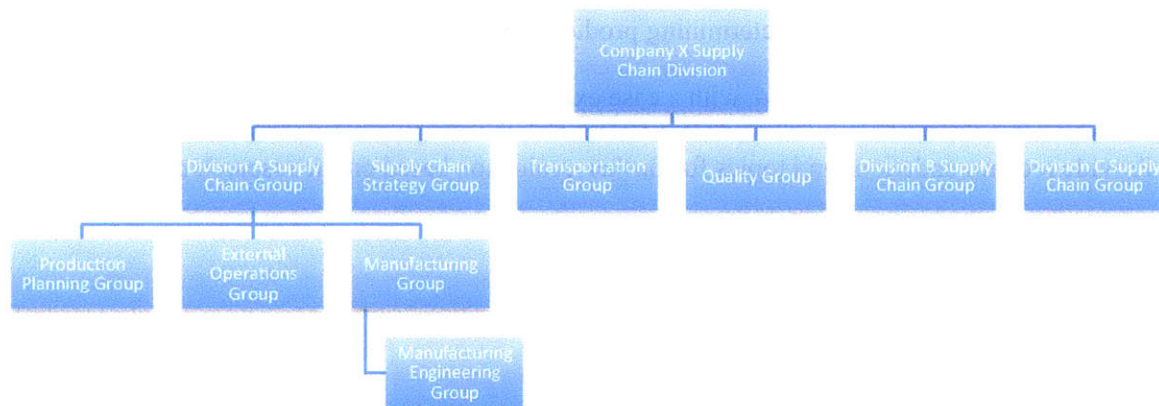 Company X Supply
Chain Division
Division A Supply
Chain Group
Supply Chain
Strategy Group
Transportation
Group
Quality Group
Division B Supply
Chain Group
Division C Supply
Chain Group
Production
Planning Group
External
Operations
Group
Manufacturing
Group
Manufacturing
Engineering
Group